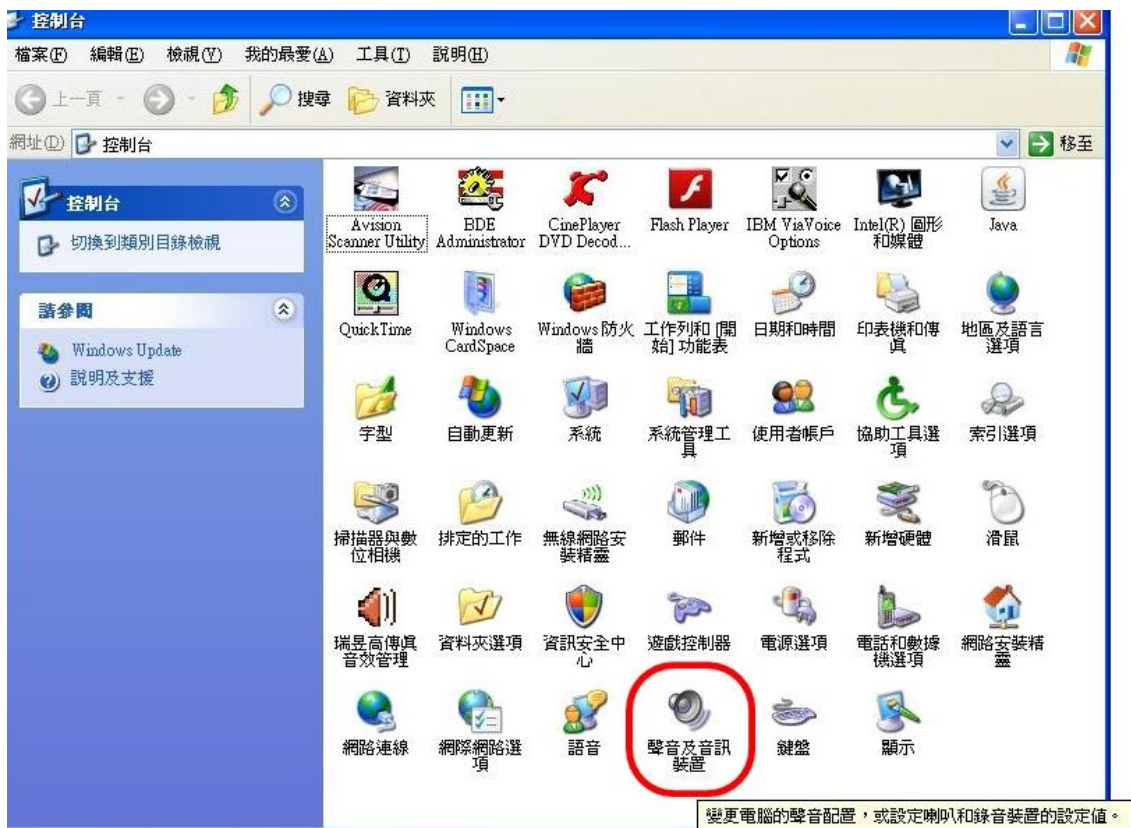 控制台
檔案(F) 編輯(E) 檢視(V) 我的最愛(A) 工具(T) 說明(H)
上一頁 搜尋 資料夾
網址(D) 控制台 移至
控制台
切換到類別目錄檢視
請參閱
Windows Update
說明及支援
Avision
Scanner Utility
BDE
Administrator
CinePlayer
DVD Decod...
Flash Player
IBM ViaVoice
Options
Intel(R) 圖形
和媒體
Java
QuickTime
Windows
CardSpace
Windows 防火
牆
工作列和 [開
始] 功能表
日期和時間
印表機和傳
真
地區及語言
選項
字型
自動更新
系統
系統管理工
具
使用者帳戶
協助工具選
項
索引選項
掃描器與數
位相機
排定的工作
無線網路安
裝精靈
郵件
新增或移除
程式
新增硬體
滑鼠
瑞昱高傳真
音效管理
資料夾選項
資訊安全中
心
遊戲控制器
電源選項
電話和數據
機選項
網路安裝精
靈
網路連線
網際網路選
項
語音
聲音及音訊
裝置
鍵盤
顯示
變更電腦的聲音配置，或設定喇叭和錄音裝置的設定值。